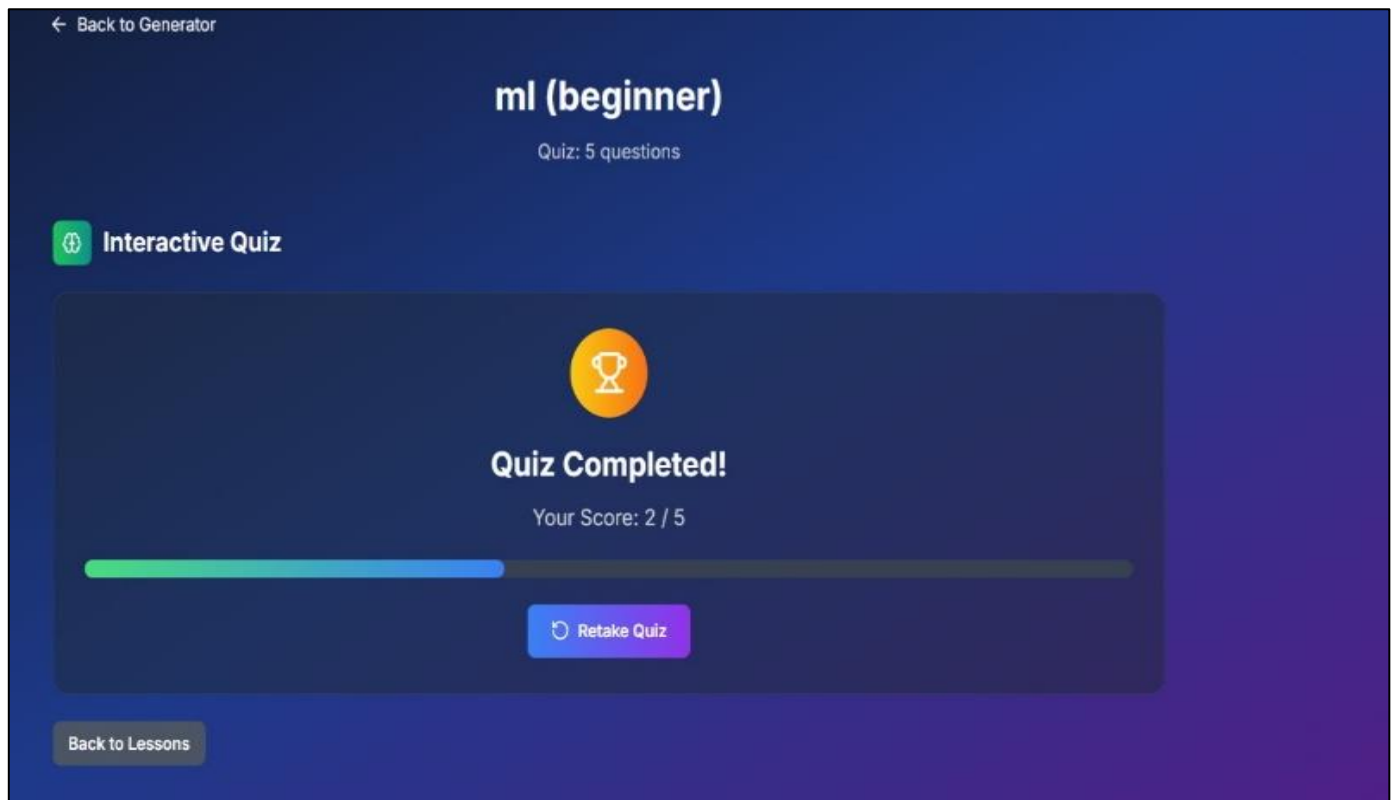 Back to Generator
ml (beginner)
Quiz: 5 questions
Interactive Quiz
Quiz Completed!
Your Score: 2 / 5
Retake Quiz
Back to Lessons